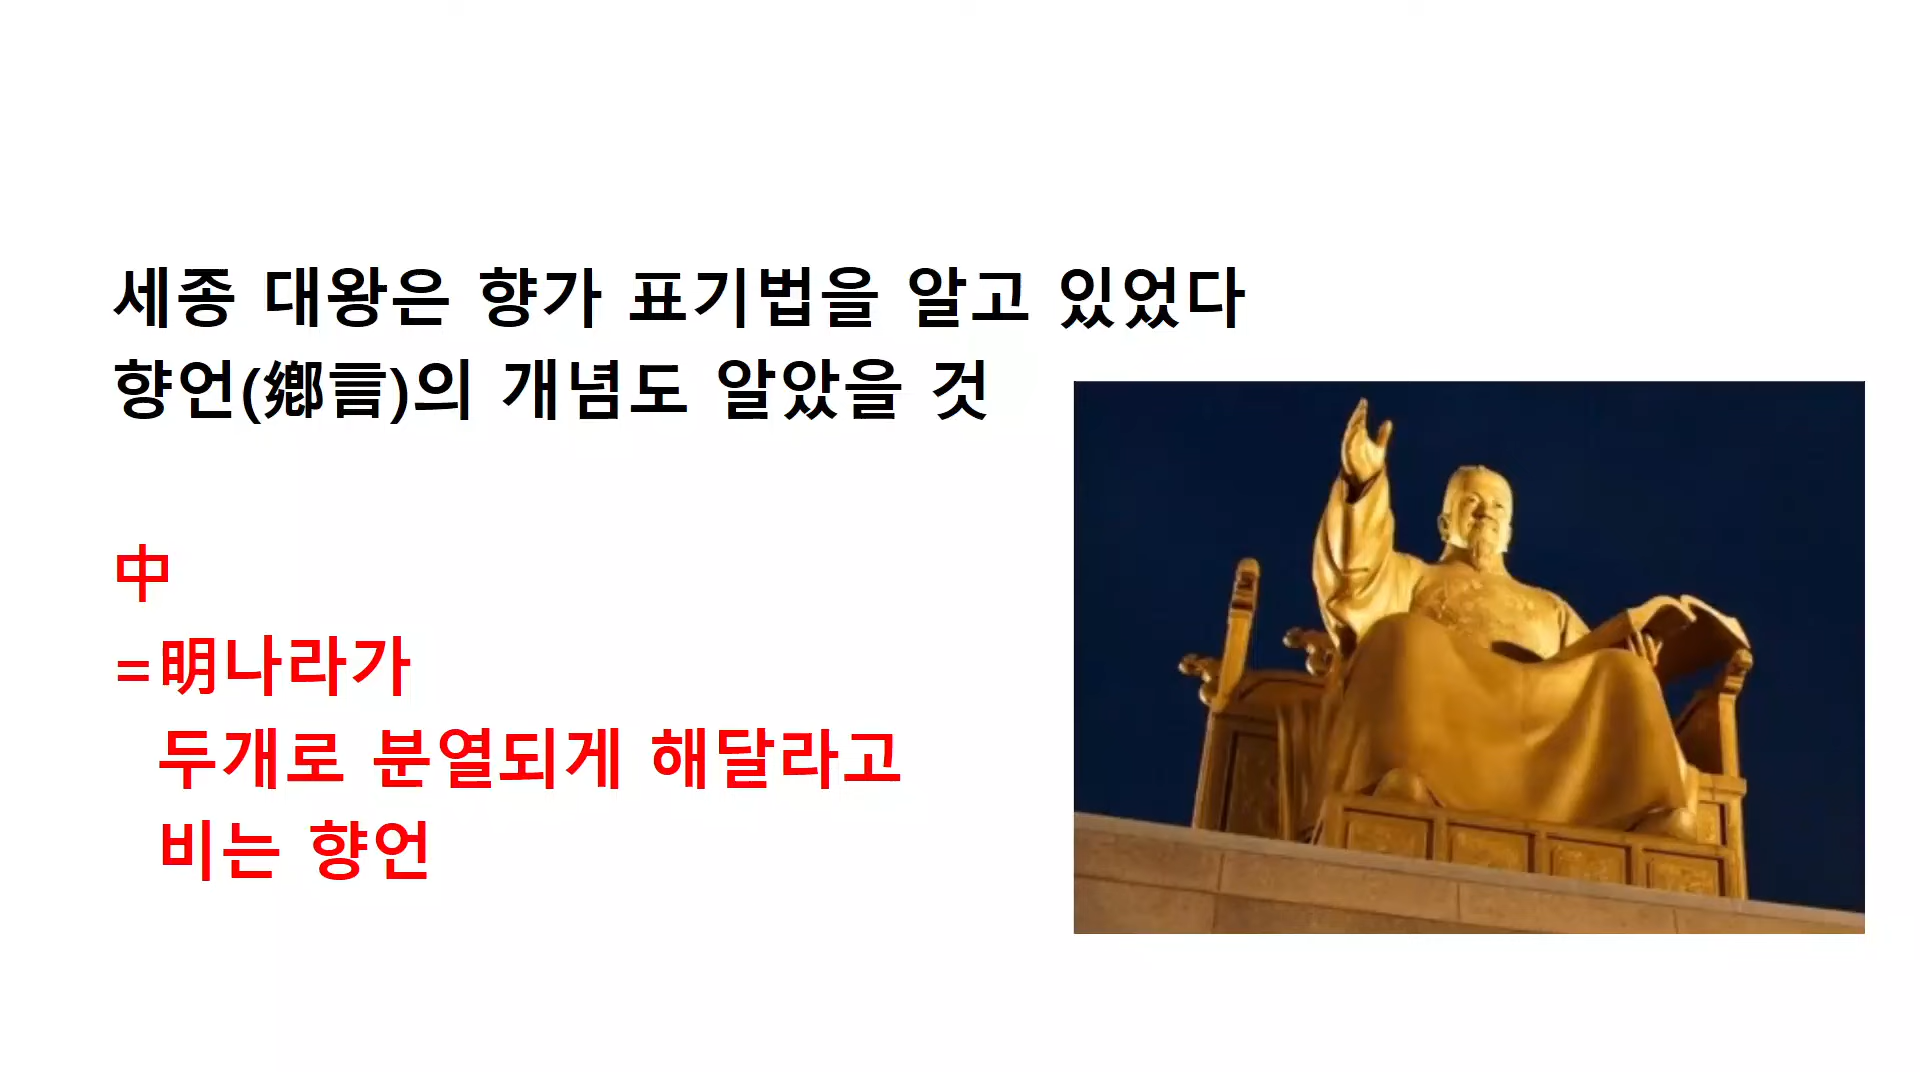 세종 대왕은 향가 표기법을 알고 있었다
향언(鄕言)의 개념도 알았을 것
中
=明나라가
두개로 분열되게 해달라고
비는 향언